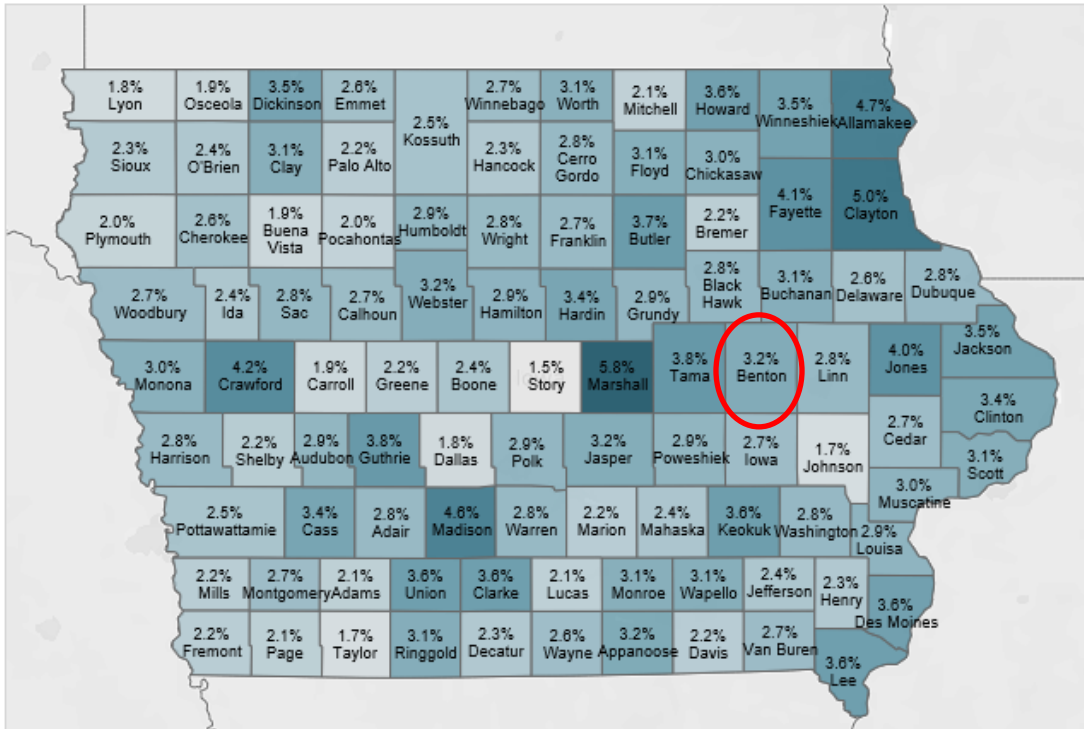 1.8%
Lyon
1.9%
Osceola
3.5%
Dickinson
2.6%
Emmet
2.5%
Kossuth
2.7%
Winnebago
3.1%
Worth
2.1%
Mitchell
3.6%
Howard
3.5%
Winneshiek
4.7%
Allamakee
2.3%
Sioux
2.4%
O'Brien
3.1%
Clay
2.2%
Palo Alto
2.3%
Hancock
2.8%
Cerro
Gordo
3.1%
Floyd
3.0%
Chickasaw
4.1%
Fayette
5.0%
Clayton
2.0%
Plymouth
2.6%
Cherokee
1.9%
Buena
Vista
2.0%
Pocahontas
2.9%
Humboldt
2.8%
Wright
2.7%
Franklin
3.7%
Butler
2.2%
Bremer
2.7%
Woodbury
2.4%
Ida
2.8%
Sac
2.7%
Calhoun
3.2%
Webster
2.9%
Hamilton
3.4%
Hardin
2.9%
Grundy
2.8%
Black
Hawk
3.1%
Buchanan
2.6%
Delaware
2.8%
Dubuque
3.0%
Monona
4.2%
Crawford
1.9%
Carroll
2.2%
Greene
2.4%
Boone
1.5%
Story
5.8%
Marshall
3.8%
Tama
3.2%
Benton
2.8%
Linn
4.0%
Jones
3.5%
Jackson
3.4%
Clinton
2.8%
Harrison
2.2%
Shelby
2.9%
Audubon
3.8%
Guthrie
1.8%
Dallas
2.9%
Polk
3.2%
Jasper
2.9%
Poweshiek
2.7%
Iowa
1.7%
Johnson
2.7%
Cedar
3.1%
Scott
3.0%
Muscatine
2.5%
Pottawattamie
3.4%
Cass
2.8%
Adair
4.6%
Madison
2.8%
Warren
2.2%
Marion
2.4%
Mahaska
3.6%
Keokuk
2.8%
Washington
2.9%
Louisa
2.2%
Mills
2.7%
Montgomery
2.1%
Adams
3.6%
Union
3.6%
Clarke
2.1%
Lucas
3.1%
Monroe
3.1%
Wapello
2.4%
Jefferson
2.3%
Henry
3.6%
Des Moines
2.2%
Fremont
2.1%
Page
1.7%
Taylor
3.1%
Ringgold
2.3%
Decatur
2.6%
Wayne
3.2%
Appanoose
2.2%
Davis
2.7%
Van Buren
3.6%
Lee